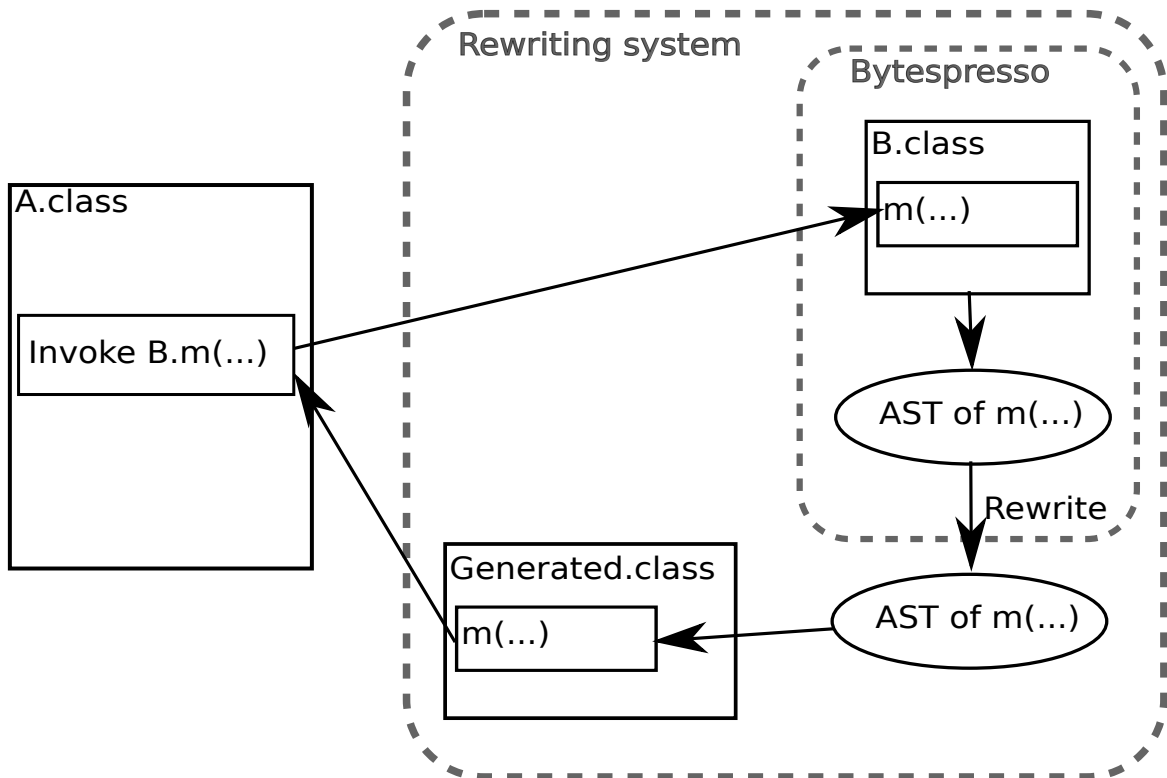 Rewriting system
Bytespresso
B.class
m(...)
A.class
Invoke B.m(...)
AST of m(...)
Rewrite
Generated.class
m(...)
AST of m(...)